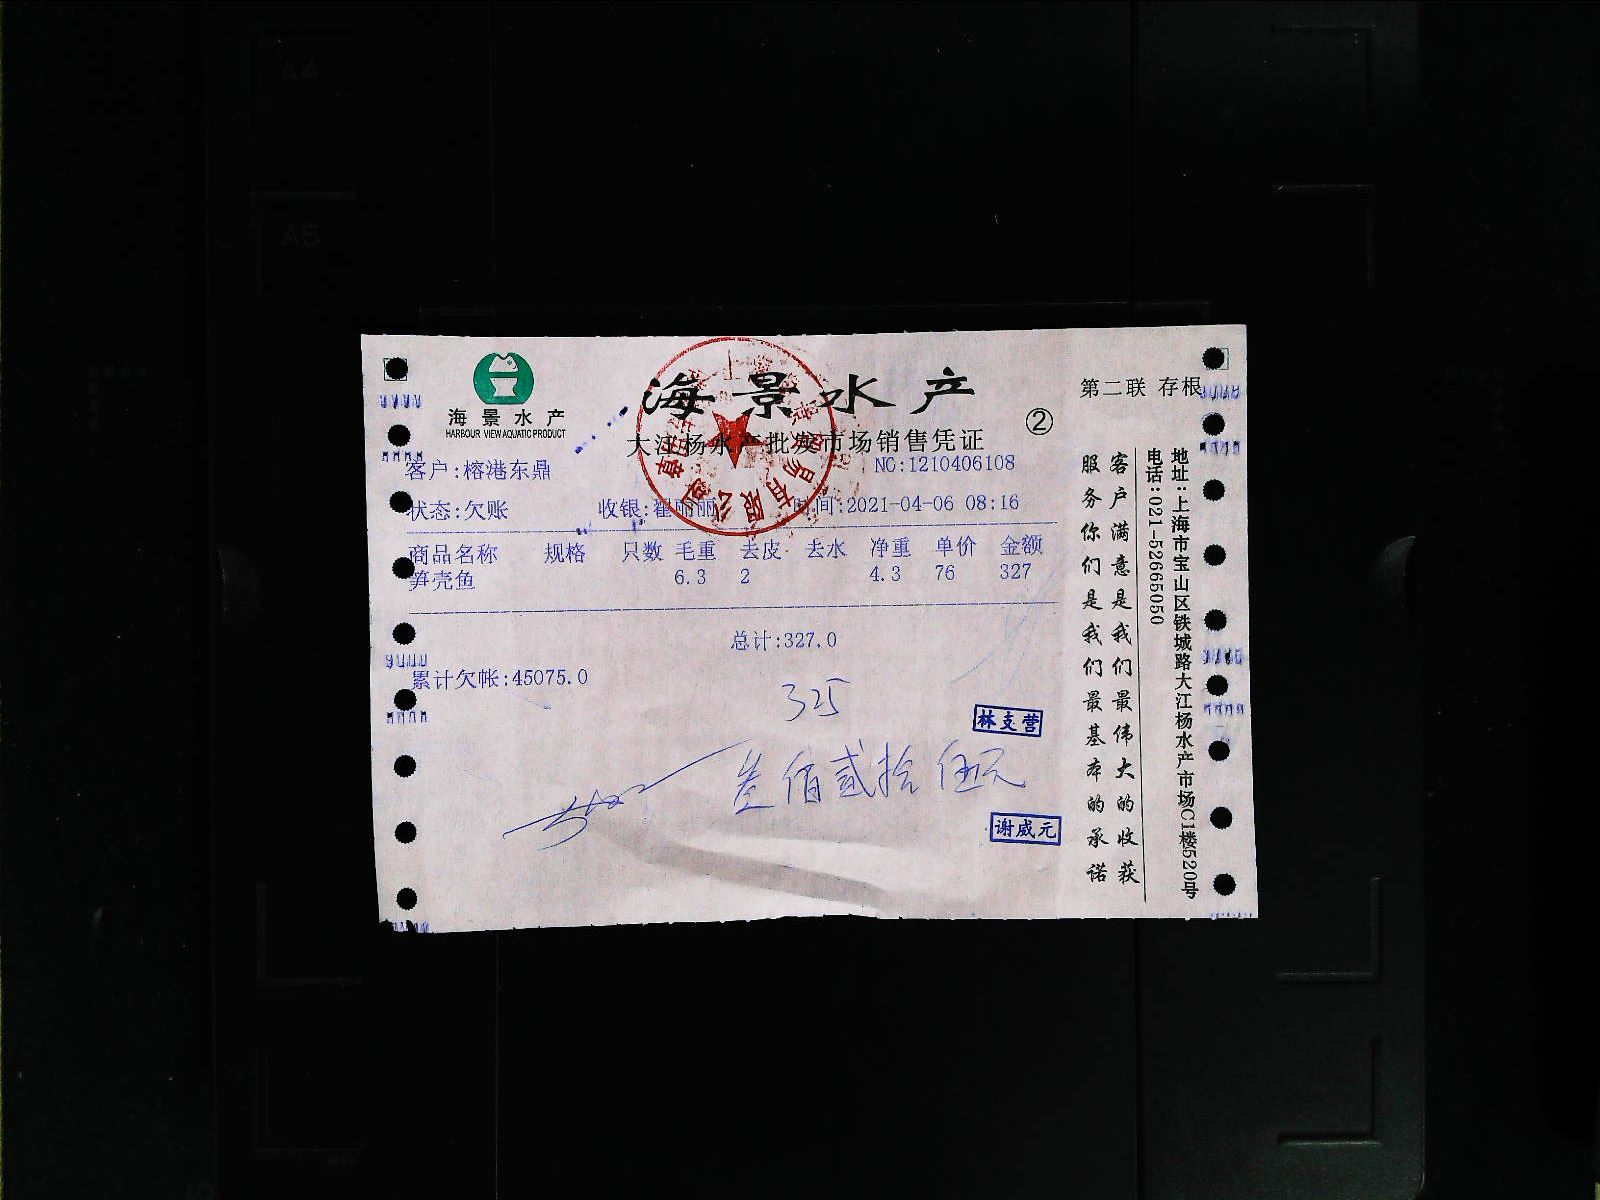 A4
A5
海景水产
HARBOUR VIEW AQUATIC PRODUCT
海景水产
大江杨水产批发市场销售凭证
②
第二联 存根
客户:榕港东鼎
NC:1210406108
状态:欠账 收银:翟丽丽 时间:2021-04-06 08:16
商品名称 规格 只数 毛重 去皮 去水 净重 单价 金额
笋壳鱼 6.3 2 4.3 76 327
总计:327.0
累计欠帐:45075.0
325
林支营
叁佰贰拾伍元
谢威元
客户满意是我们最伟大的收获
服务你们是我们最基本的承诺
地址:上海市宝山区铁城路大江杨水产市场C1楼520号
电话:021-52665050